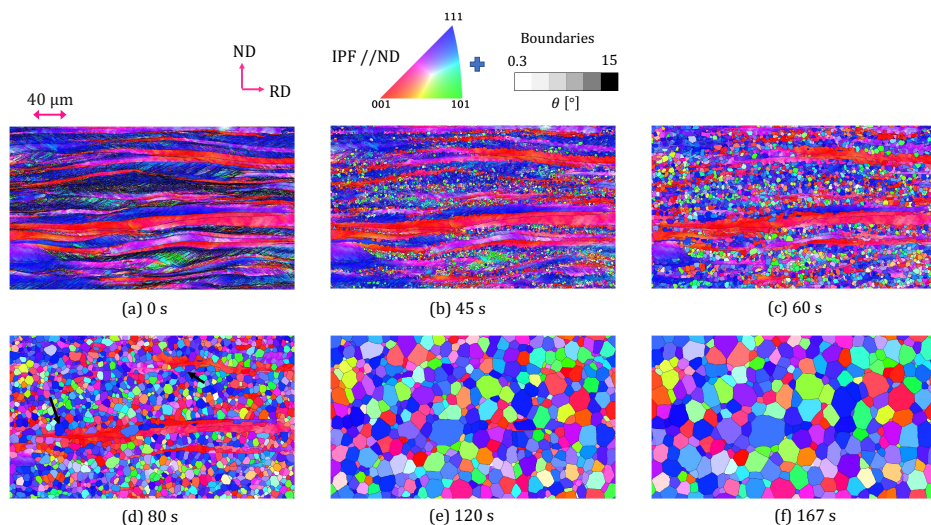 111
ND
IPF //ND
Boundaries
0.3
15
RD
001
101
θ [°]
40 μm
(a) 0 s
(b) 45 s
(c) 60 s
(d) 80 s
(e) 120 s
(f) 167 s